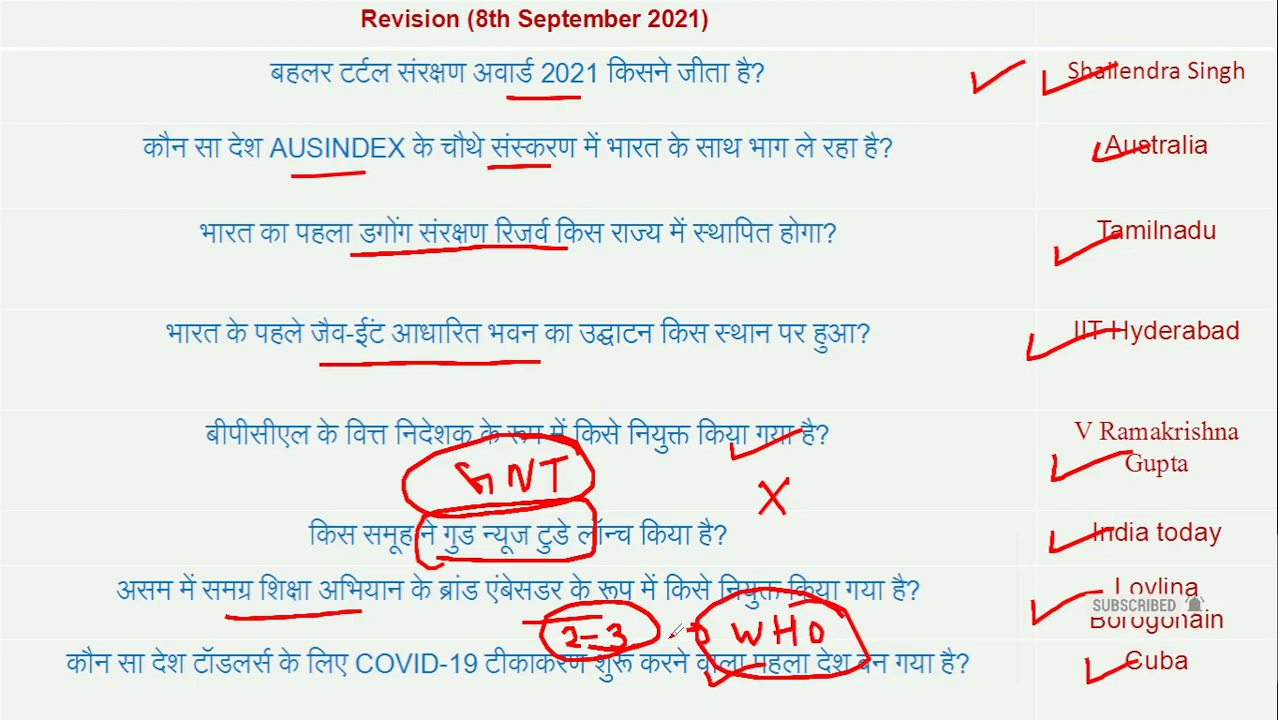 Revision (8th September 2021)
बहलर टर्टल संरक्षण अवार्ड 2021 किसने जीता है?
Shailendra Singh
कौन सा देश AUSINDEX के चौथे संस्करण में भारत के साथ भाग ले रहा है?
Australia
भारत का पहला डगोंग संरक्षण रिजर्व किस राज्य में स्थापित होगा?
Tamilnadu
भारत के पहले जैव-ईंट आधारित भवन का उद्घाटन किस स्थान पर हुआ?
IIT Hyderabad
बीपीसीएल के वित्त निदेशक के रूप में किसे नियुक्त किया गया है?
V Ramakrishna
Gupta
GNT
X
किस समूह ने गुड न्यूज टुडे लॉन्च किया है?
India today
असम में समग्र शिक्षा अभियान के ब्रांड एंबेसडर के रूप में किसे नियुक्त किया गया है?
Lovlina
Borogohain
SUBSCRIBED
2-3
WHO
कौन सा देश टॉडलर्स के लिए COVID-19 टीकाकरण शुरू करने वाला पहला देश बन गया है?
Cuba